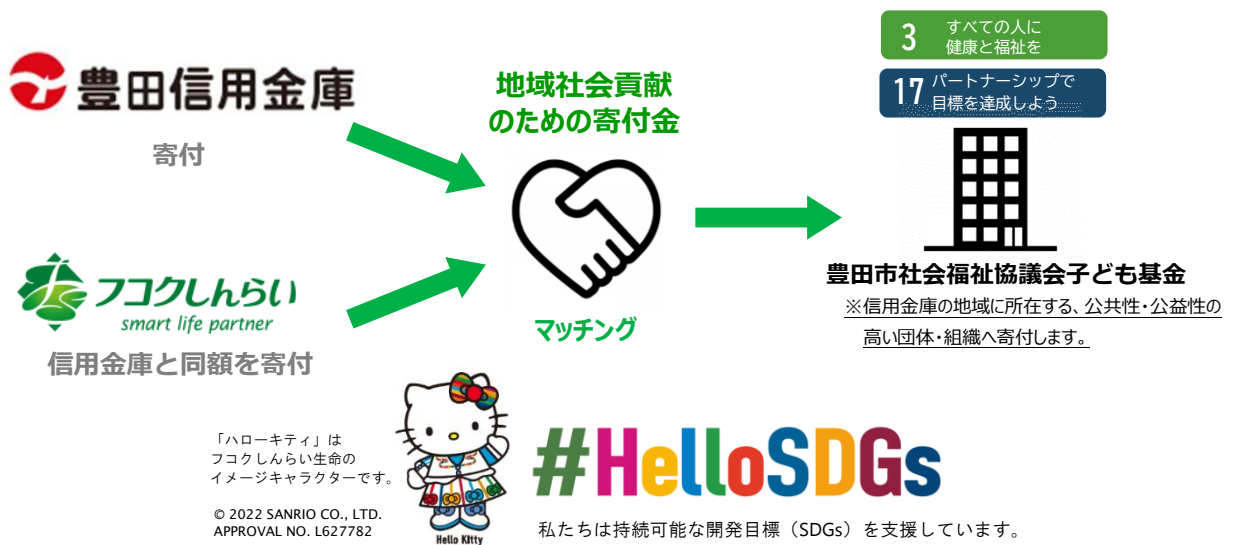 豊田信用金庫
寄付
フコクしんらい
smart life partner
信用金庫と同額を寄付
地域社会貢献
のための寄付金
マッチング
3 すべての人に
健康と福祉を
17 パートナーシップで
目標を達成しよう
豊田市社会福祉協議会子ども基金
※信用金庫の地域に所在する、公共性・公益性の
高い団体・組織へ寄付します。
「ハローキティ」は
フコクしんらい生命の
イメージキャラクターです。
© 2022 SANRIO CO., LTD.
APPROVAL NO. L627782
Hello Kitty
#HelloSDGs
私たちは持続可能な開発目標（SDGs）を支援しています。